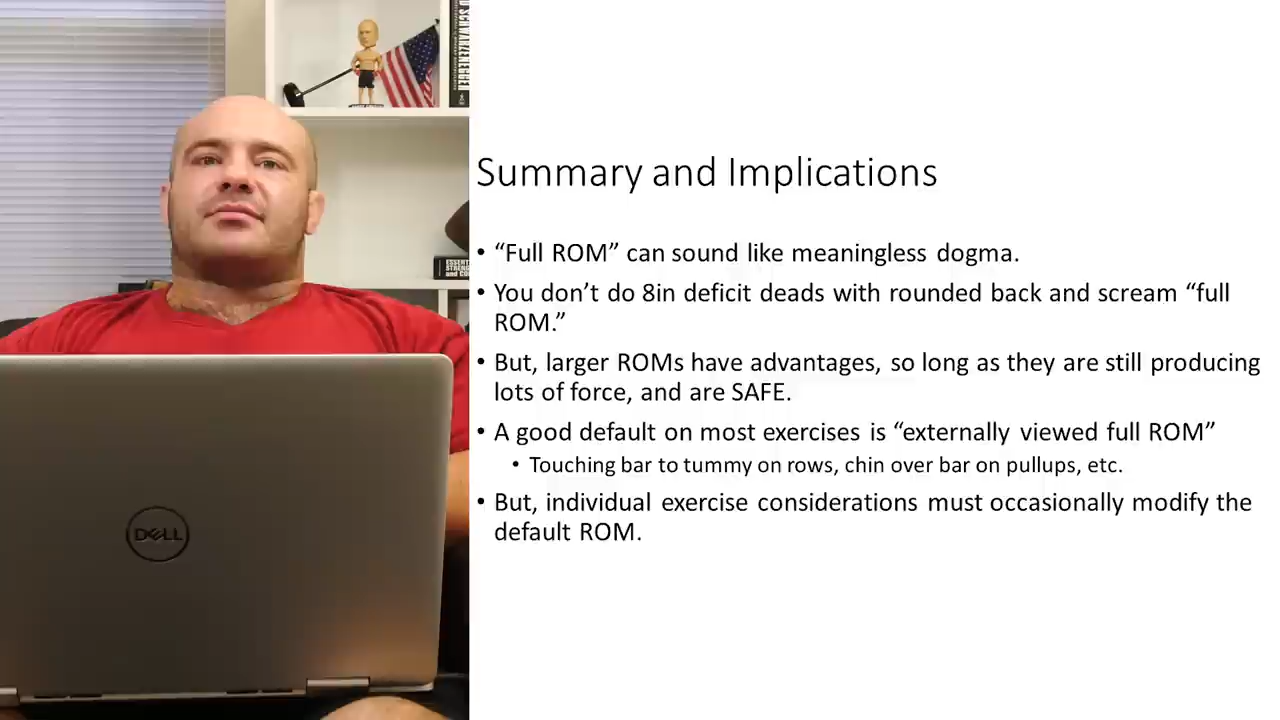 SCHWARZENEGGER
Summary and Implications
• “Full ROM” can sound like meaningless dogma.
• You don’t do 8in deficit deads with rounded back and scream “full
ROM.”
• But, larger ROMs have advantages, so long as they are still producing
lots of force, and are SAFE.
• A good default on most exercises is “externally viewed full ROM”
• Touching bar to tummy on rows, chin over bar on pullups, etc.
• But, individual exercise considerations must occasionally modify the
default ROM.
DELL